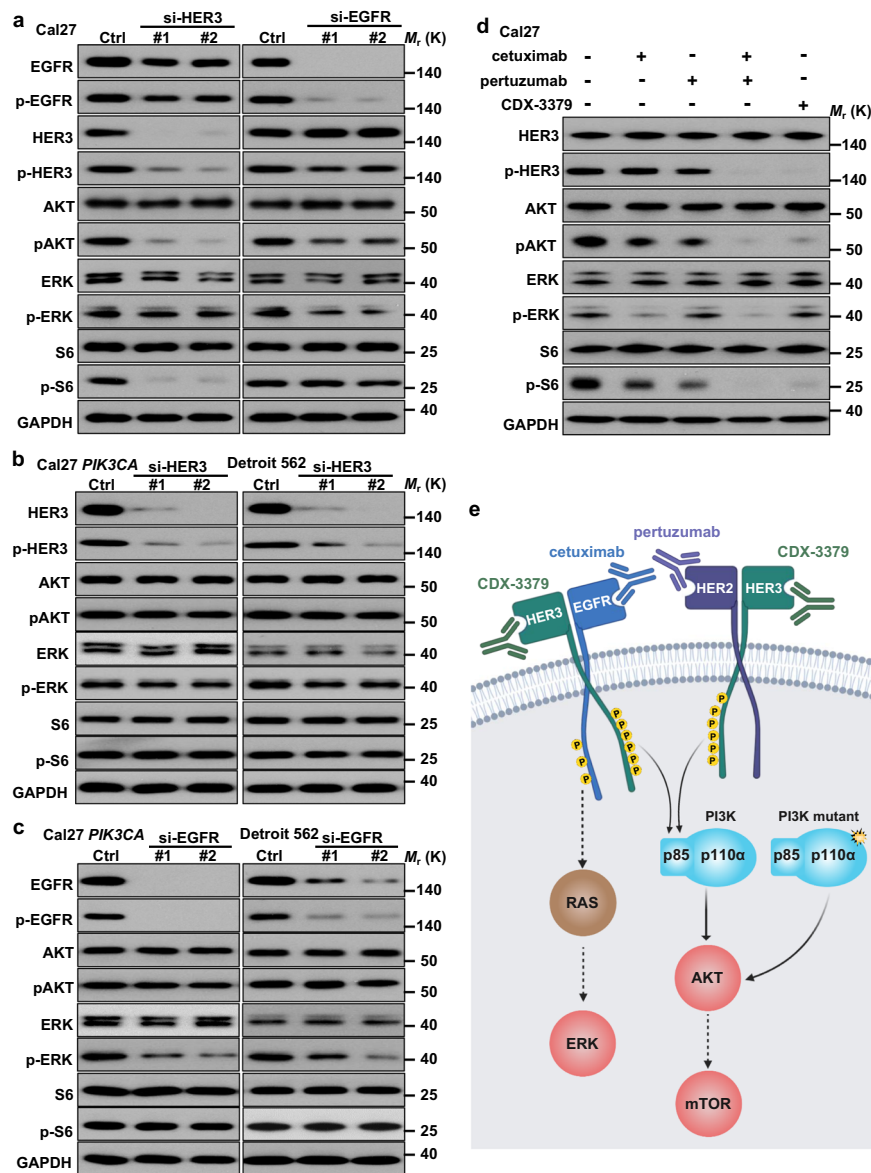 a
Cal27
si-HER3
si-EGFR
Ctrl #1 #2 Ctrl #1 #2 Mr (K)
EGFR
140
p-EGFR
140
HER3
140
p-HER3
140
AKT
50
pAKT
50
ERK
40
p-ERK
40
S6
25
p-S6
25
GAPDH
40
b
Cal27 PIK3CA si-HER3 Detroit 562 si-HER3
Ctrl #1 #2 Ctrl #1 #2 Mr (K)
HER3
140
p-HER3
140
AKT
50
pAKT
50
ERK
40
p-ERK
40
S6
25
p-S6
25
GAPDH
40
c
Cal27 PIK3CA si-EGFR Detroit 562 si-EGFR
Ctrl #1 #2 Ctrl #1 #2 Mr (K)
EGFR
140
p-EGFR
140
AKT
50
pAKT
50
ERK
40
p-ERK
40
S6
25
p-S6
25
GAPDH
40
d
Cal27
cetuximab - + - + -
pertuzumab - - + + -
CDX-3379 - - - - +
Mr (K)
HER3
140
p-HER3
140
AKT
50
pAKT
50
ERK
40
p-ERK
40
S6
25
p-S6
25
GAPDH
40
e
pertuzumab
cetuximab
CDX-3379
CDX-3379
HER3
EGFR
HER2
HER3
P P P
P P P P P P
P P P P P P
PI3K
PI3K mutant
p85 p110α
p85 p110α
RAS
AKT
ERK
mTOR